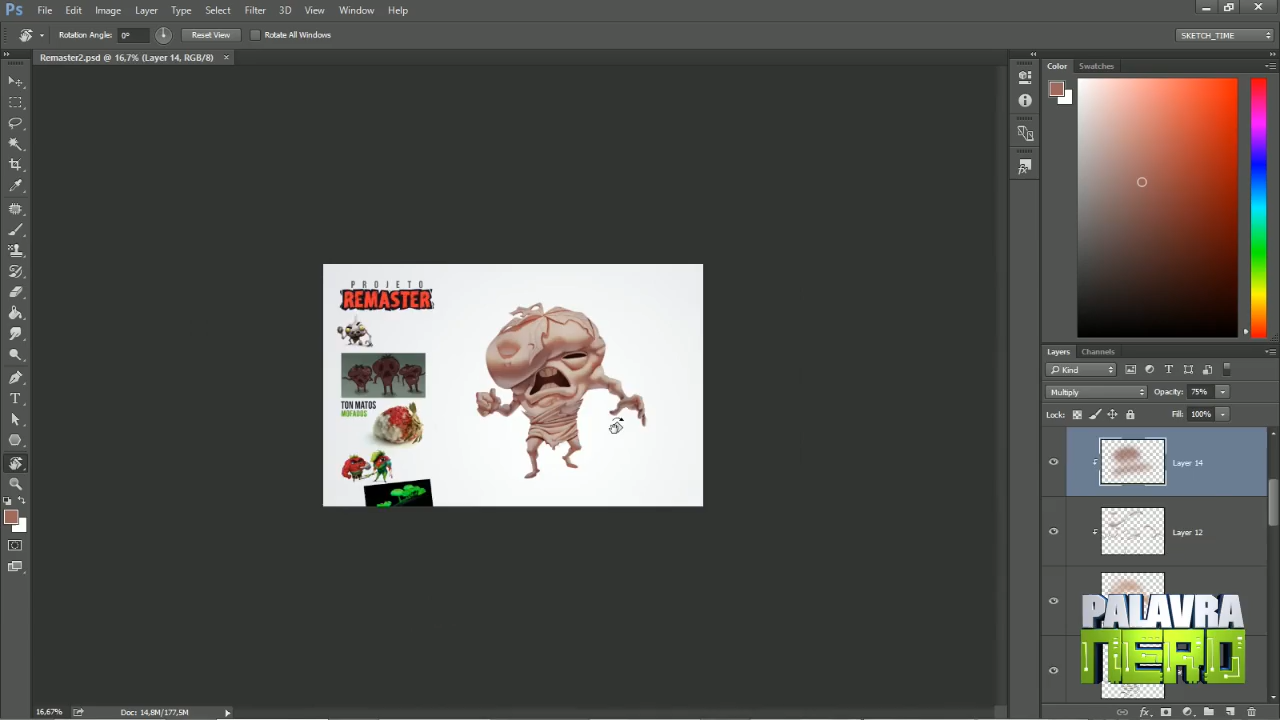 Ps File Edit Image Layer Type Select Filter 3D View Window Help
Rotation Angle: 0° Reset View Rotate All Windows SKETCH_TIME
Remaster2.psd @ 16,7% (Layer 14, RGB/8) ×
Color Swatches
PROJETO
REMASTER
TON MATOS
MOFADOS
Layers Channels
Kind
Multiply Opacity: 75%
Lock: Fill: 100%
Layer 14
Layer 12
PALAVRA
NERD
16,67% Doc: 14,8M/177,5M